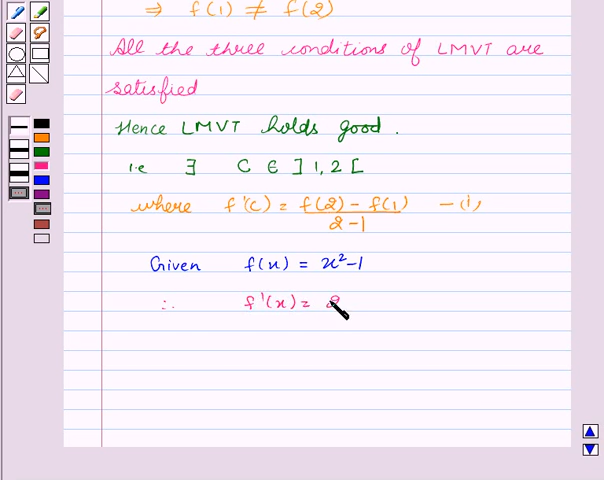 ⇒ f(1) ≠ f(2)
All the three conditions of LMVT are
satisfied
Hence LMVT holds good.
i.e ∃ C ∈ ]1,2[
where f'(c) = f(2) - f(1) / 2-1 -(i)
Given f(x) = x²-1
∴ f'(x) = 2